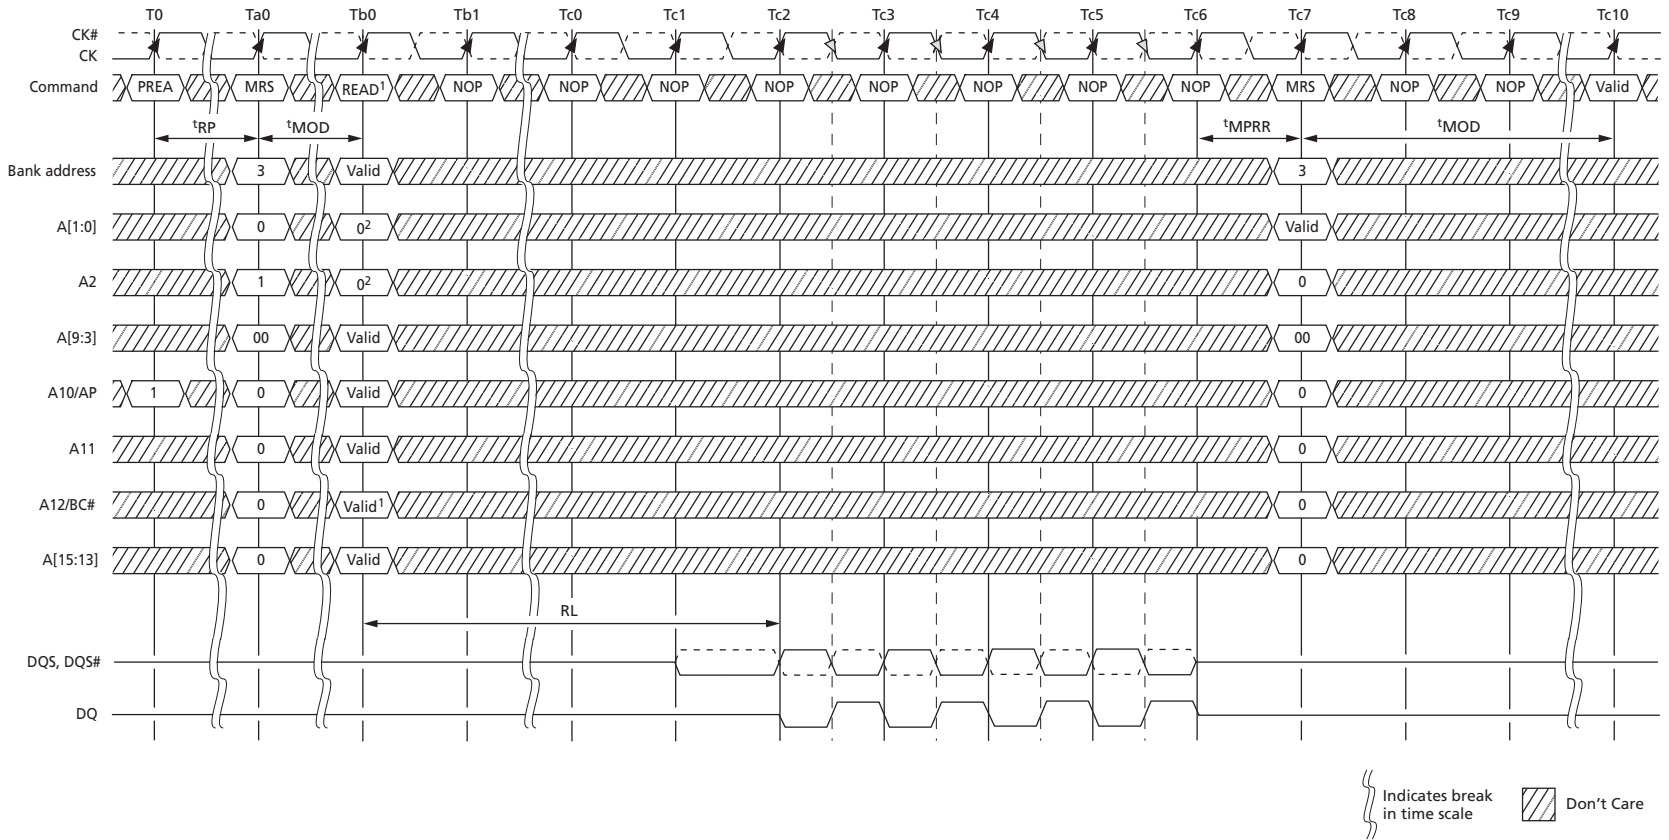 T0 Ta0 Tb0 Tb1 Tc0 Tc1 Tc2 Tc3 Tc4 Tc5 Tc6 Tc7 Tc8 Tc9 Tc10
CK#
CK
Command PREA MRS READ¹ NOP NOP NOP NOP NOP NOP NOP NOP MRS NOP NOP Valid
tRP tMOD tMPRR tMOD
Bank address 3 Valid 3
A[1:0] 0 0² Valid
A2 1 0² 0
A[9:3] 00 Valid 00
A10/AP 1 0 Valid 0
A11 0 Valid 0
A12/BC# 0 Valid¹ 0
A[15:13] 0 Valid 0
RL
DQS, DQS#
DQ
Indicates break
in time scale
Don't Care